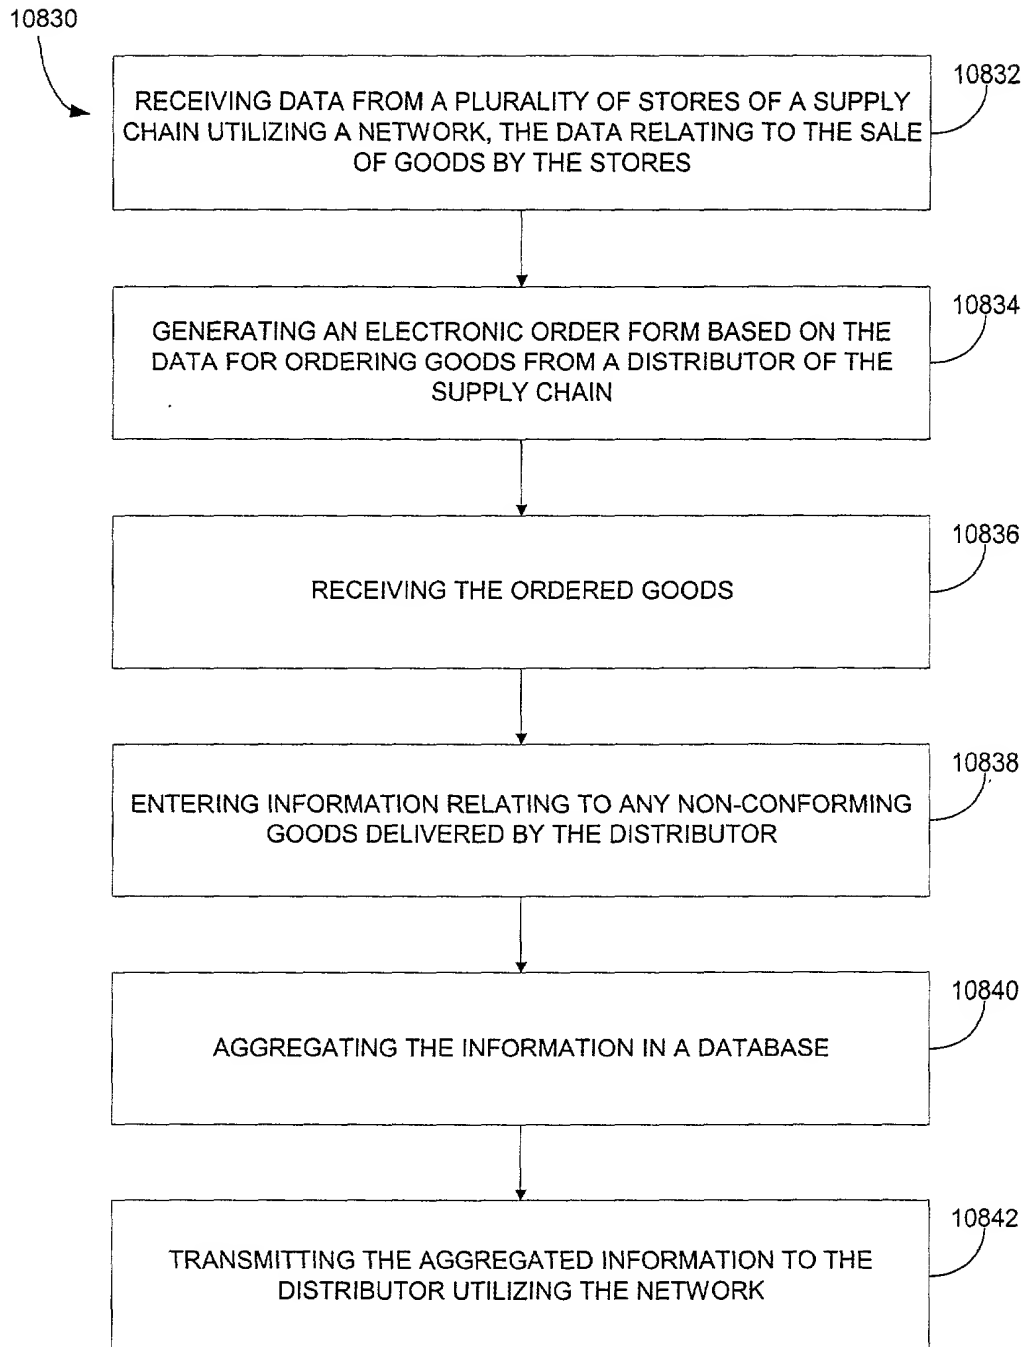 10830
10832
RECEIVING DATA FROM A PLURALITY OF STORES OF A SUPPLY
CHAIN UTILIZING A NETWORK, THE DATA RELATING TO THE SALE
OF GOODS BY THE STORES
10834
GENERATING AN ELECTRONIC ORDER FORM BASED ON THE
DATA FOR ORDERING GOODS FROM A DISTRIBUTOR OF THE
SUPPLY CHAIN
10836
RECEIVING THE ORDERED GOODS
10838
ENTERING INFORMATION RELATING TO ANY NON-CONFORMING
GOODS DELIVERED BY THE DISTRIBUTOR
10840
AGGREGATING THE INFORMATION IN A DATABASE
10842
TRANSMITTING THE AGGREGATED INFORMATION TO THE
DISTRIBUTOR UTILIZING THE NETWORK